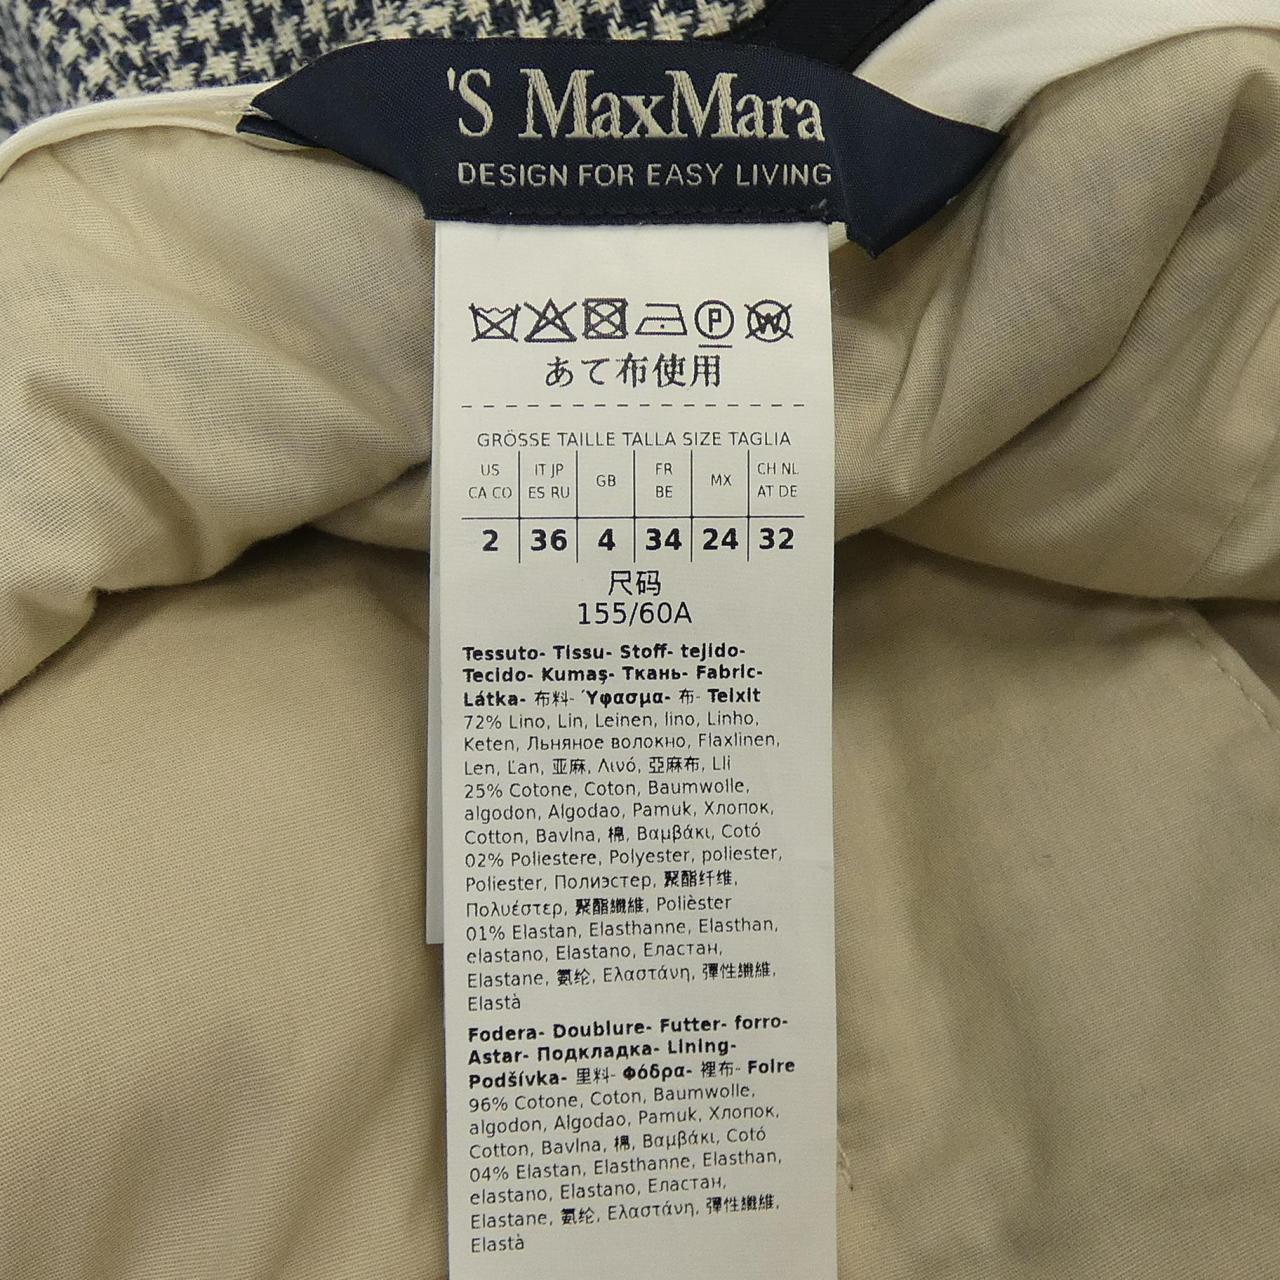 'S MaxMara
DESIGN FOR EASY LIVING
あて布使用
GRÖSSE TAILLE TALLA SIZE TAGLIA
US CA CO
IT JP ES RU
GB
FR BE
MX
CH NL AT DE
2 36 4 34 24 32
尺码
155/60A
Tessuto- Tissu- Stoff- tejido-
Tecido- Kumaş- Ткань- Fabric-
Látka- 布料- Ύφασμα- 布- Teixit
72% Lino, Lin, Leinen, lino, Linho,
Keten, Льняное волокно, Flaxlinen,
Len, Ľan, 亚麻, Λινό, 亞麻布, Lli
25% Cotone, Coton, Baumwolle,
algodon, Algodao, Pamuk, Хлопок,
Cotton, Bavlna, 棉, Βαμβάκι, Cotó
02% Poliestere, Polyester, poliester,
Poliester, Полиэстер, 聚酯纤维,
Πολυέστερ, 聚酯纖維, Polièster
01% Elastan, Elasthanne, Elasthan,
elastano, Elastano, Еластан,
Elastane, 氨纶, Ελαστάνη, 彈性纖維,
Elastà
Fodera- Doublure- Futter- forro-
Astar- Подкладка- Lining-
Podšívka- 里料- Φόδρα- 裡布- Folre
96% Cotone, Coton, Baumwolle,
algodon, Algodao, Pamuk, Хлопок,
Cotton, Bavlna, 棉, Βαμβάκι, Cotó
04% Elastan, Elasthanne, Elasthan,
elastano, Elastano, Еластан,
Elastane, 氨纶, Ελαστάνη, 彈性纖維,
Elastà